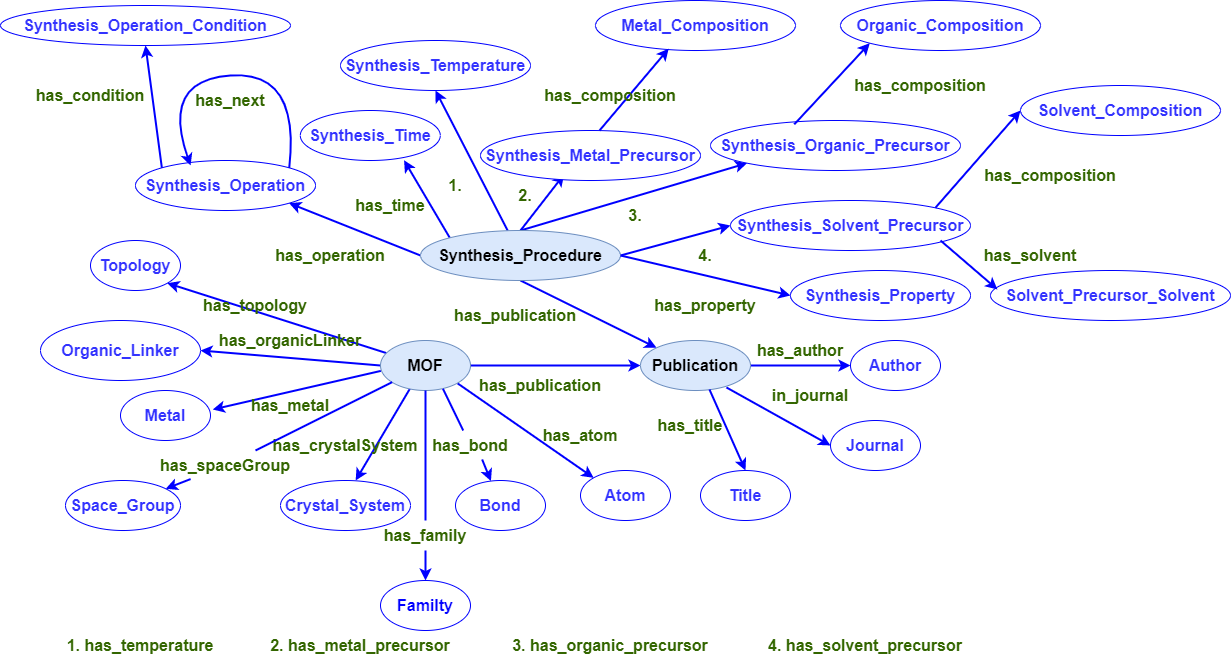 Synthesis_Operation_Condition
Metal_Composition
Organic_Composition
Synthesis_Temperature
has_condition
has_next
has_composition
has_composition
Solvent_Composition
Synthesis_Time
Synthesis_Metal_Precursor
Synthesis_Organic_Precursor
Synthesis_Operation
1.
2.
3.
has_composition
has_time
Synthesis_Solvent_Precursor
has_operation
Synthesis_Procedure
4.
has_solvent
Topology
has_topology
has_publication
has_property
Synthesis_Property
Solvent_Precursor_Solvent
has_organicLinker
Organic_Linker
MOF
has_publication
Publication
has_author
Author
Metal
has_metal
in_journal
has_crystalSystem
has_bond
has_atom
has_title
Journal
has_spaceGroup
Space_Group
Crystal_System
Bond
Atom
Title
has_family
Familty
1. has_temperature
2. has_metal_precursor
3. has_organic_precursor
4. has_solvent_precursor